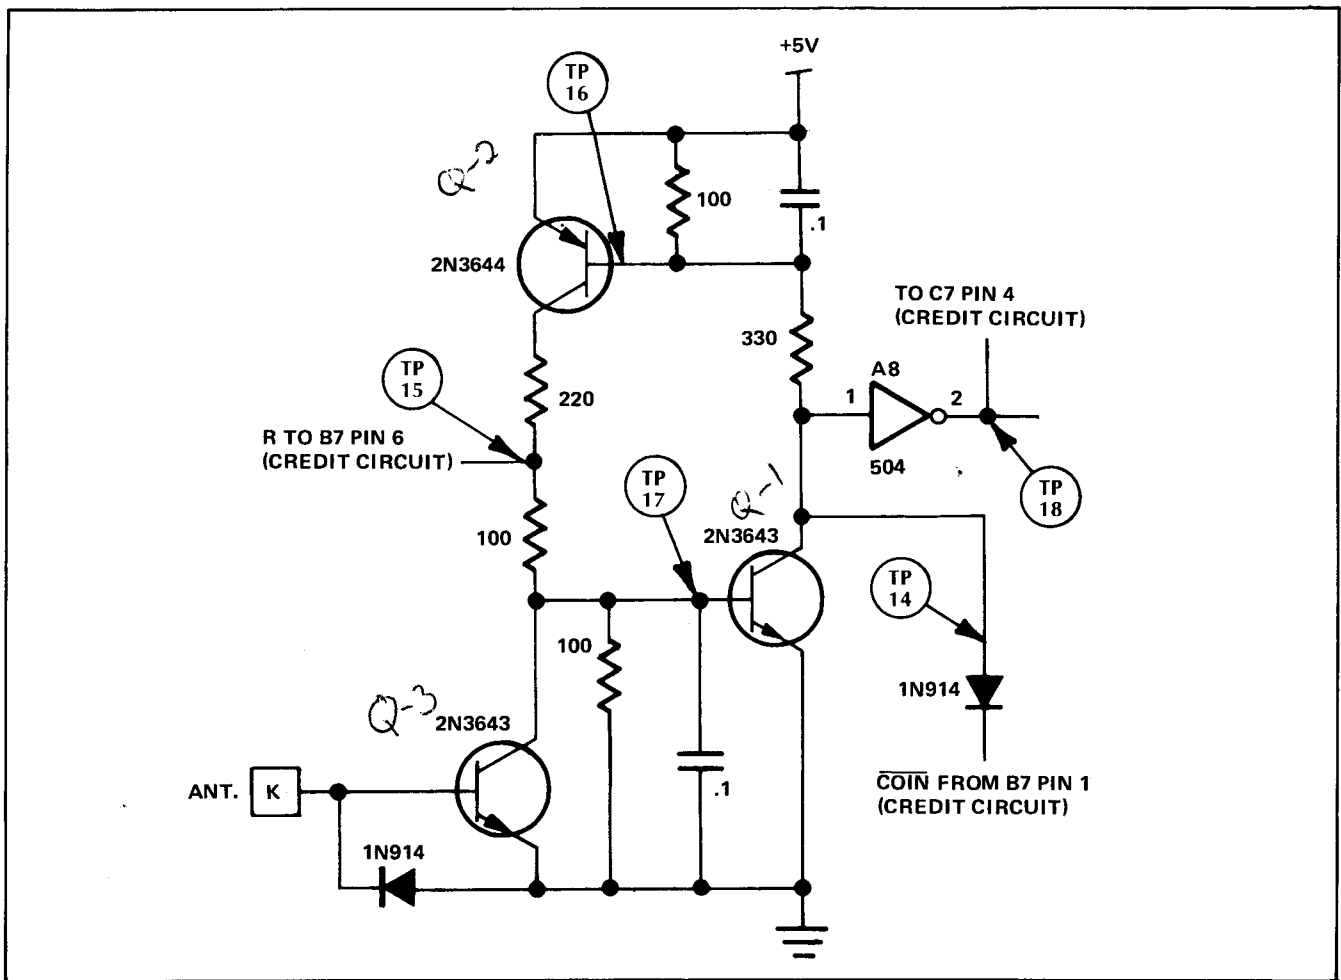 +5V
TP
16
Q-2
100
.1
2N3644
TO C7 PIN 4
(CREDIT CIRCUIT)
330
TP
15
A8
1
2
220
R TO B7 PIN 6
(CREDIT CIRCUIT)
504
TP
17
Q-1
TP
18
100
2N3643
TP
14
100
1N914
Q-3
2N3643
.1
COIN FROM B7 PIN 1
(CREDIT CIRCUIT)
ANT.
K
1N914